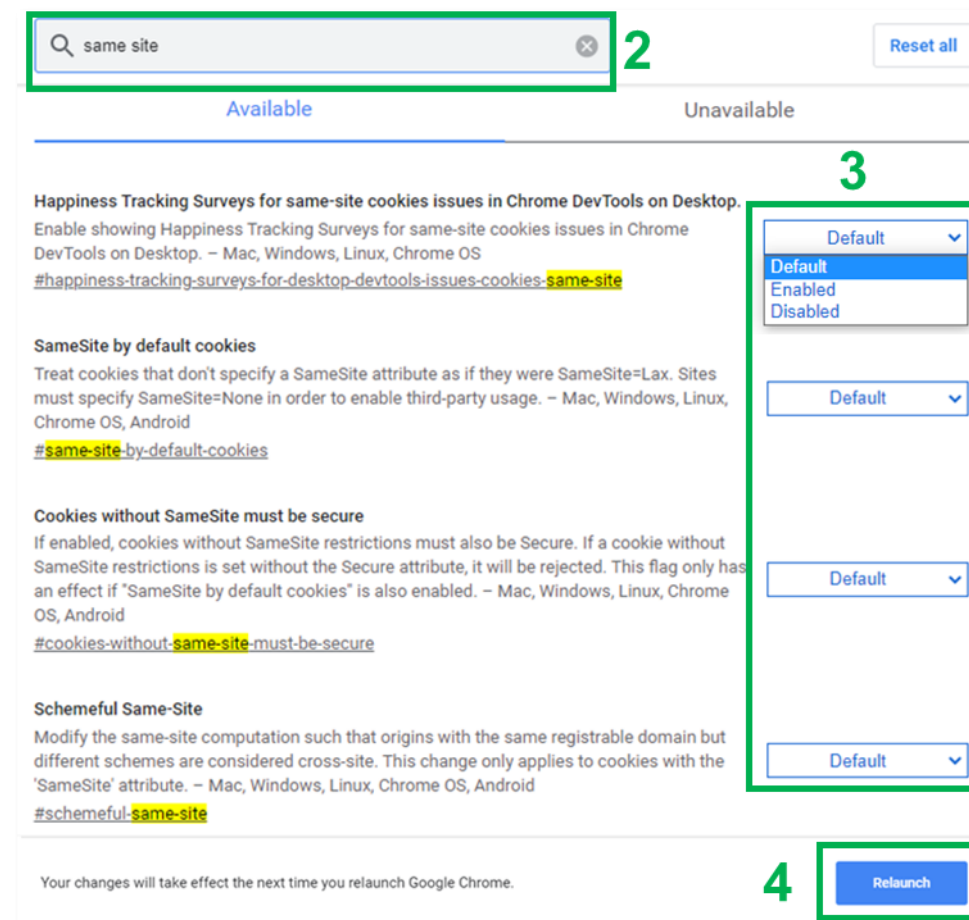 same site
2
Reset all
Available
Unavailable
3
Happiness Tracking Surveys for same-site cookies issues in Chrome DevTools on Desktop.
Enable showing Happiness Tracking Surveys for same-site cookies issues in Chrome
DevTools on Desktop. – Mac, Windows, Linux, Chrome OS
#happiness-tracking-surveys-for-desktop-devtools-issues-cookies-same-site
Default
Default
Enabled
Disabled
SameSite by default cookies
Treat cookies that don't specify a SameSite attribute as if they were SameSite=Lax. Sites
must specify SameSite=None in order to enable third-party usage. – Mac, Windows, Linux,
Chrome OS, Android
#same-site-by-default-cookies
Default
Cookies without SameSite must be secure
If enabled, cookies without SameSite restrictions must also be Secure. If a cookie without
SameSite restrictions is set without the Secure attribute, it will be rejected. This flag only has
an effect if "SameSite by default cookies" is also enabled. – Mac, Windows, Linux, Chrome
OS, Android
#cookies-without-same-site-must-be-secure
Default
Schemeful Same-Site
Modify the same-site computation such that origins with the same registrable domain but
different schemes are considered cross-site. This change only applies to cookies with the
'SameSite' attribute. – Mac, Windows, Linux, Chrome OS, Android
#schemeful-same-site
Default
Your changes will take effect the next time you relaunch Google Chrome.
4
Relaunch